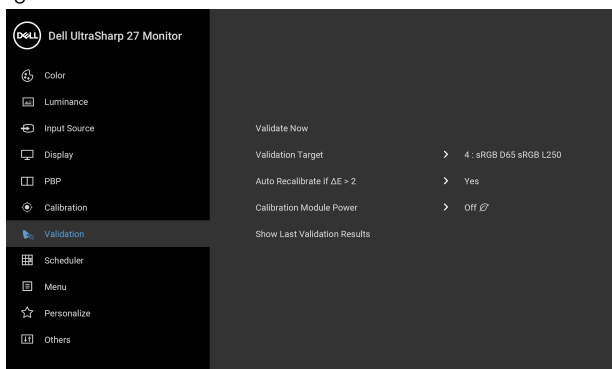 DELL Dell UltraSharp 27 Monitor
Color
Luminance
Input Source
Validate Now
Display
Validation Target 4 : sRGB D65 sRGB L250
PBP
Auto Recalibrate if ΔE > 2 Yes
Calibration
Calibration Module Power Off
Validation
Show Last Validation Results
Scheduler
Menu
Personalize
Others